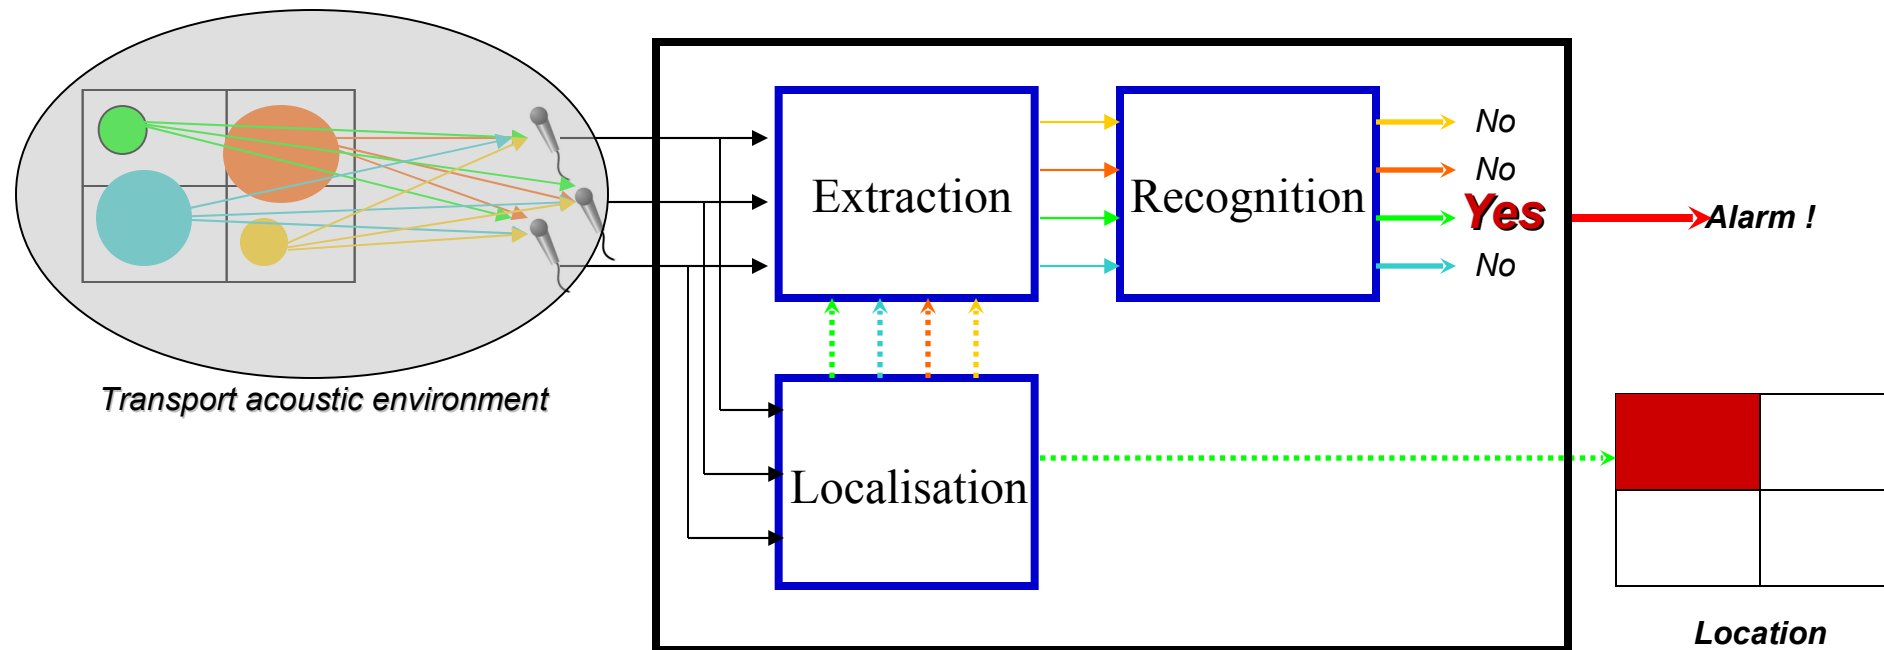 Transport acoustic environment
Extraction
Recognition
No
No
Yes
No
Alarm !
Localisation
Location